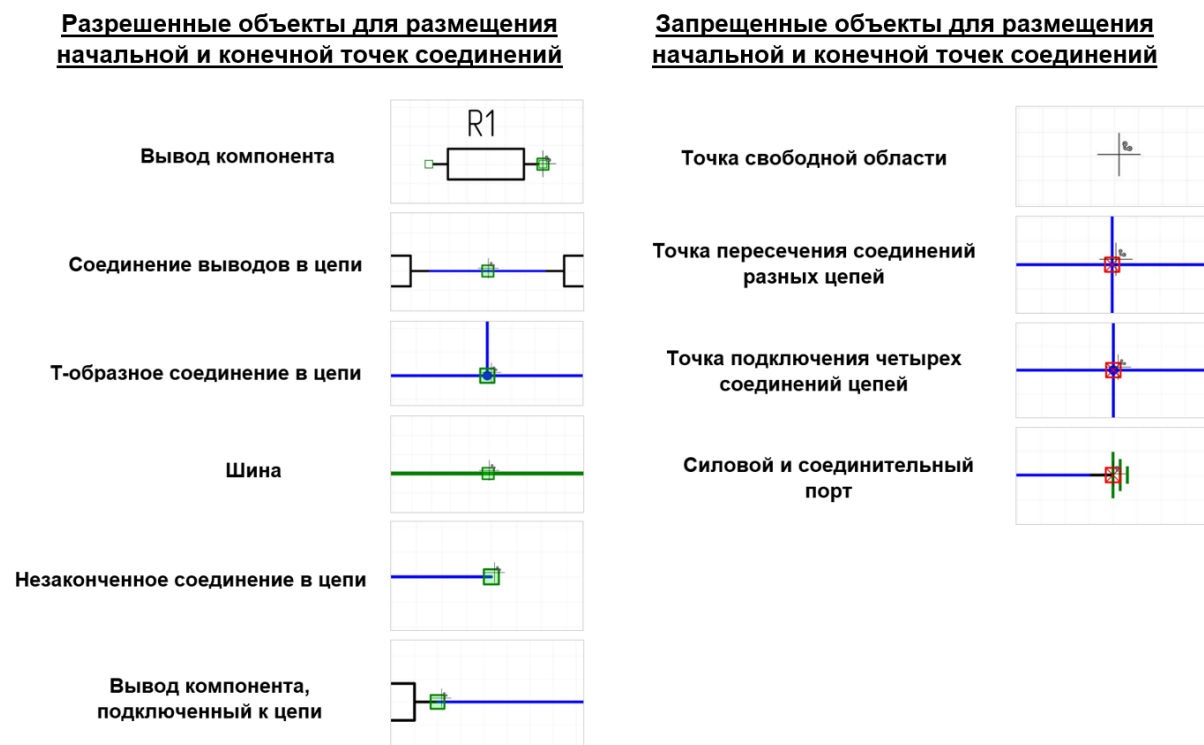 Разрешенные объекты для размещения
начальной и конечной точек соединений
R1
Вывод компонента
Соединение выводов в цепи
Т-образное соединение в цепи
Шина
Незаконченное соединение в цепи
Вывод компонента,
подключенный к цепи
Запрещенные объекты для размещения
начальной и конечной точек соединений
Точка свободной области
Точка пересечения соединений
разных цепей
Точка подключения четырех
соединений цепей
Силовой и соединительный
порт